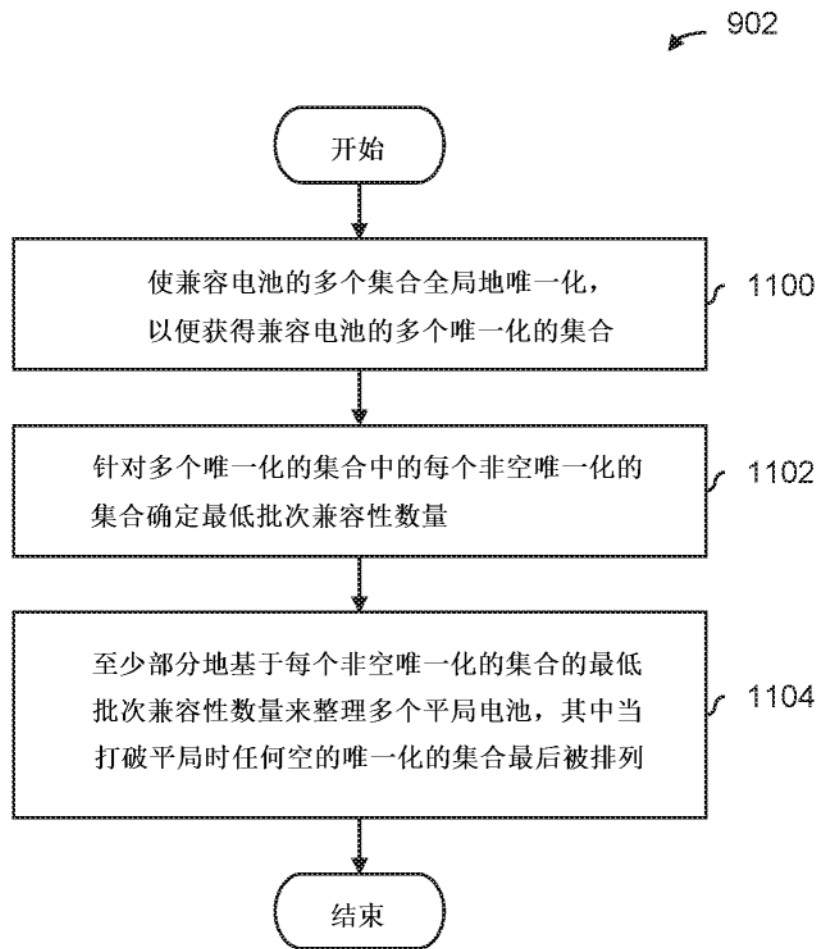 902
开始
使兼容电池的多个集合全局地唯一化，
以便获得兼容电池的多个唯一化的集合
1100
针对多个唯一化的集合中的每个非空唯一化的
集合确定最低批次兼容性数量
1102
至少部分地基于每个非空唯一化的集合的最低
批次兼容性数量来整理多个平局电池，其中当
打破平局时任何空的唯一化的集合最后被排列
1104
结束